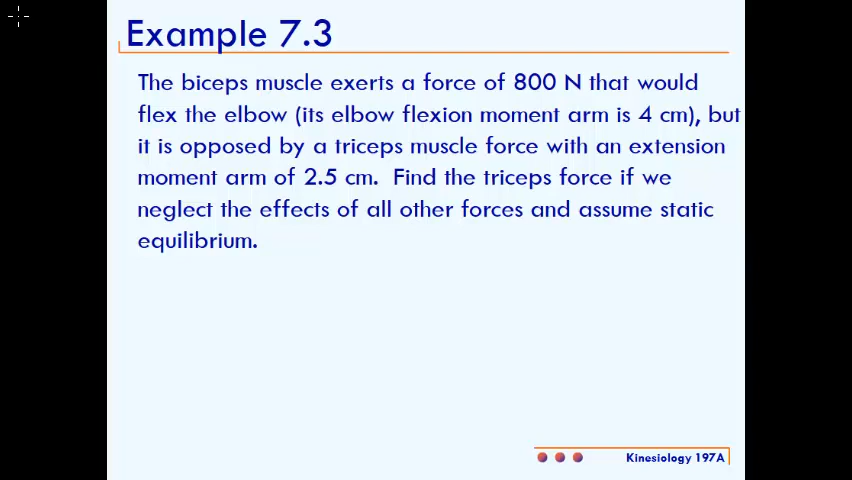 Example 7.3
The biceps muscle exerts a force of 800 N that would
flex the elbow (its elbow flexion moment arm is 4 cm), but
it is opposed by a triceps muscle force with an extension
moment arm of 2.5 cm.  Find the triceps force if we
neglect the effects of all other forces and assume static
equilibrium.
Kinesiology 197A